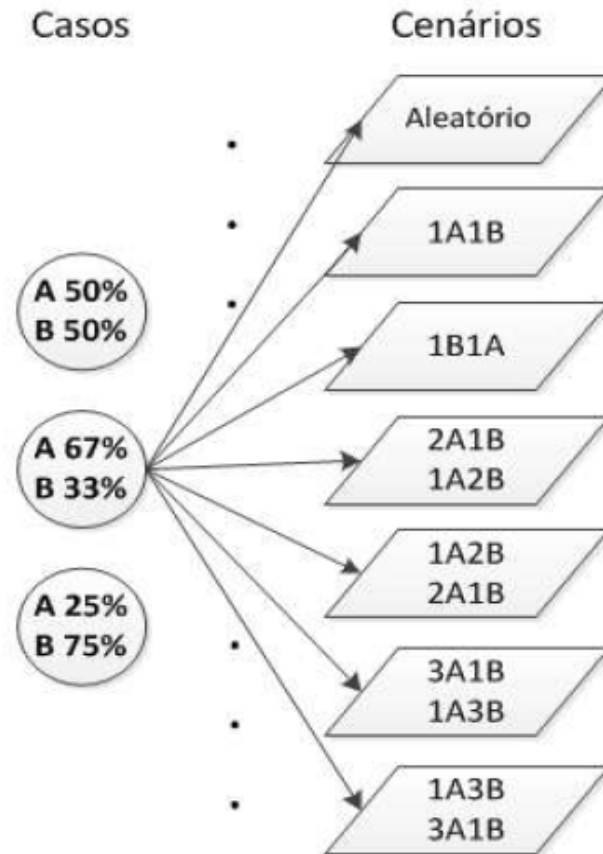 Casos
Cenários
A 50%
B 50%
A 67%
B 33%
A 25%
B 75%
Aleatório
1A1B
1B1A
2A1B
1A2B
1A2B
2A1B
3A1B
1A3B
1A3B
3A1B